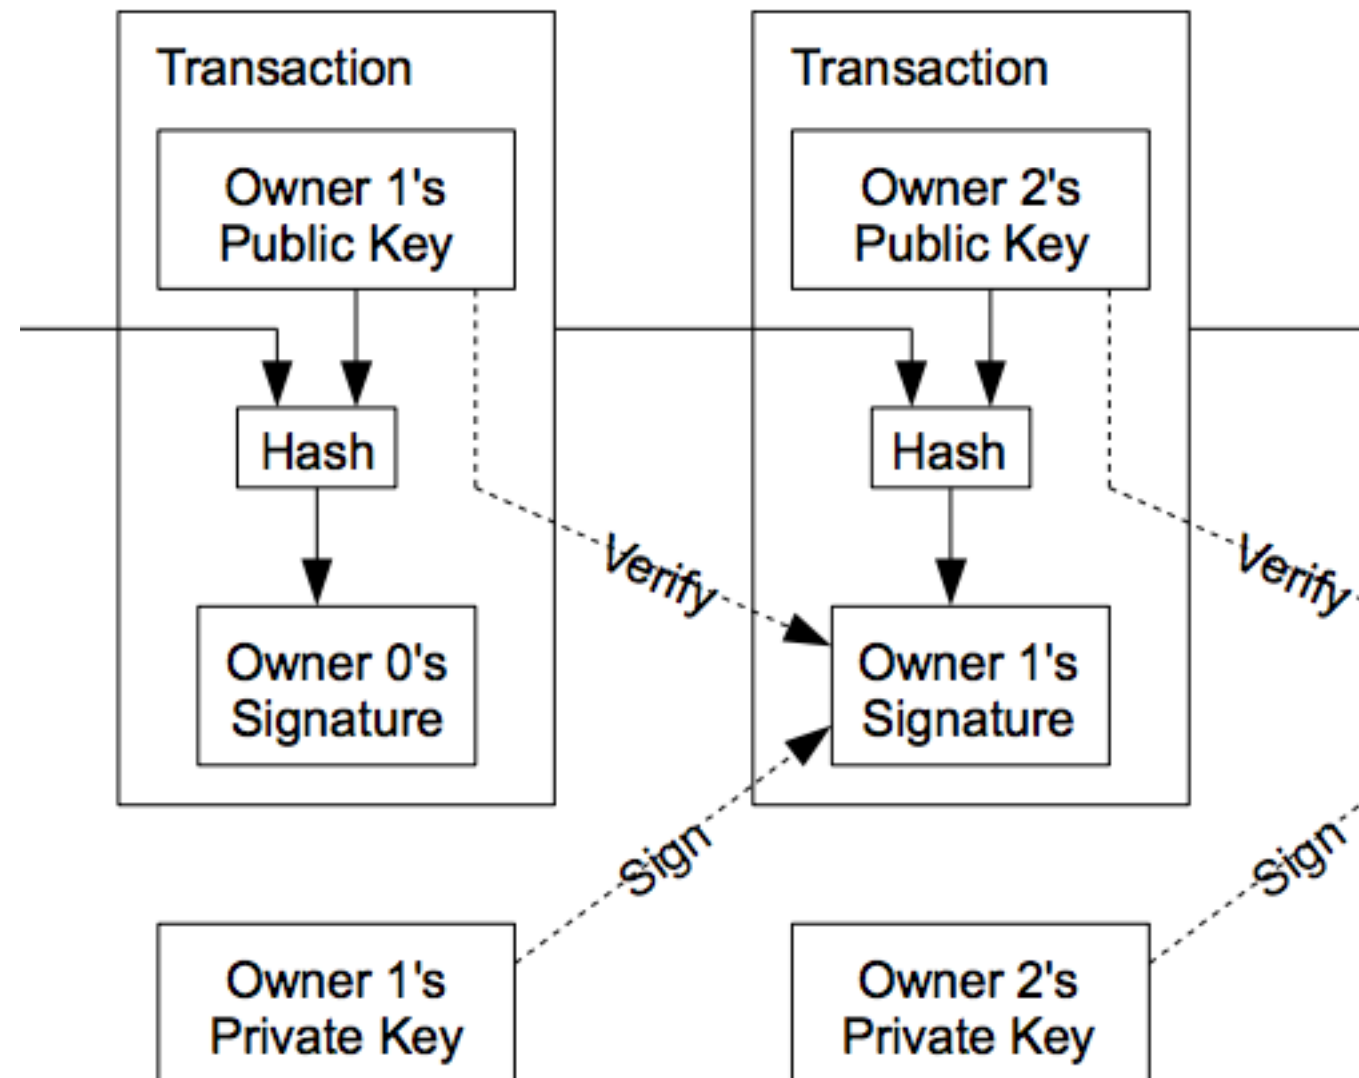 Transaction
Owner 1's
Public Key
Hash
Verify
Owner 0's
Signature
Sign
Owner 1's
Private Key
Transaction
Owner 2's
Public Key
Hash
Verify
Owner 1's
Signature
Sign
Owner 2's
Private Key